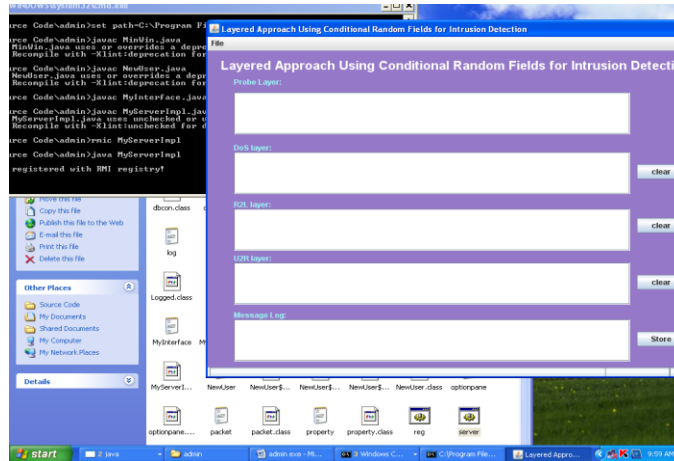 WINDOWS\system32\cmd.exe
urce Code\admin>set path=C:\Program Fi
urce Code\admin>javac MinWin.java
MinWin.java uses or overrides a depre
Recompile with -Xlint:deprecation for
urce Code\admin>javac NewUser.java
NewUser.java uses or overrides a depr
Recompile with -Xlint:deprecation for
urce Code\admin>javac MyInterface.java
urce Code\admin>javac MyServerImpl.jav
MyServerImpl.java uses unchecked or u
Recompile with -Xlint:unchecked for d
urce Code\admin>rmic MyServerImpl
urce Code\admin>java MyServerImpl
registered with RMI registry!
Layered Approach Using Conditional Random Fields for Intrusion Detection
File
Layered Approach Using Conditional Random Fields for Intrusion Detecti
Probe Layer:
DoS layer:
clear
R2L layer:
clear
U2R layer:
clear
Message Log:
Store
Move this file
Copy this file
Publish this file to the Web
E-mail this file
Print this file
Delete this file
Other Places
Source Code
My Documents
Shared Documents
My Computer
My Network Places
Details
dbcon.class
log
Logged.class
MyInterface
MyServerI... NewUser NewUser$... NewUser$... NewUser$... NewUser.class optionpane
optionpane.... packet packet.class property property.class reg server
start
2 java
admin
admin exe - Mi...
3 Windows C...
C:\Program File...
Layered Appro...
9:59 AM